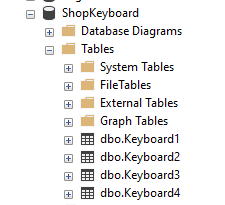 ShopKeyboard
Database Diagrams
Tables
System Tables
FileTables
External Tables
Graph Tables
dbo.Keyboard1
dbo.Keyboard2
dbo.Keyboard3
dbo.Keyboard4